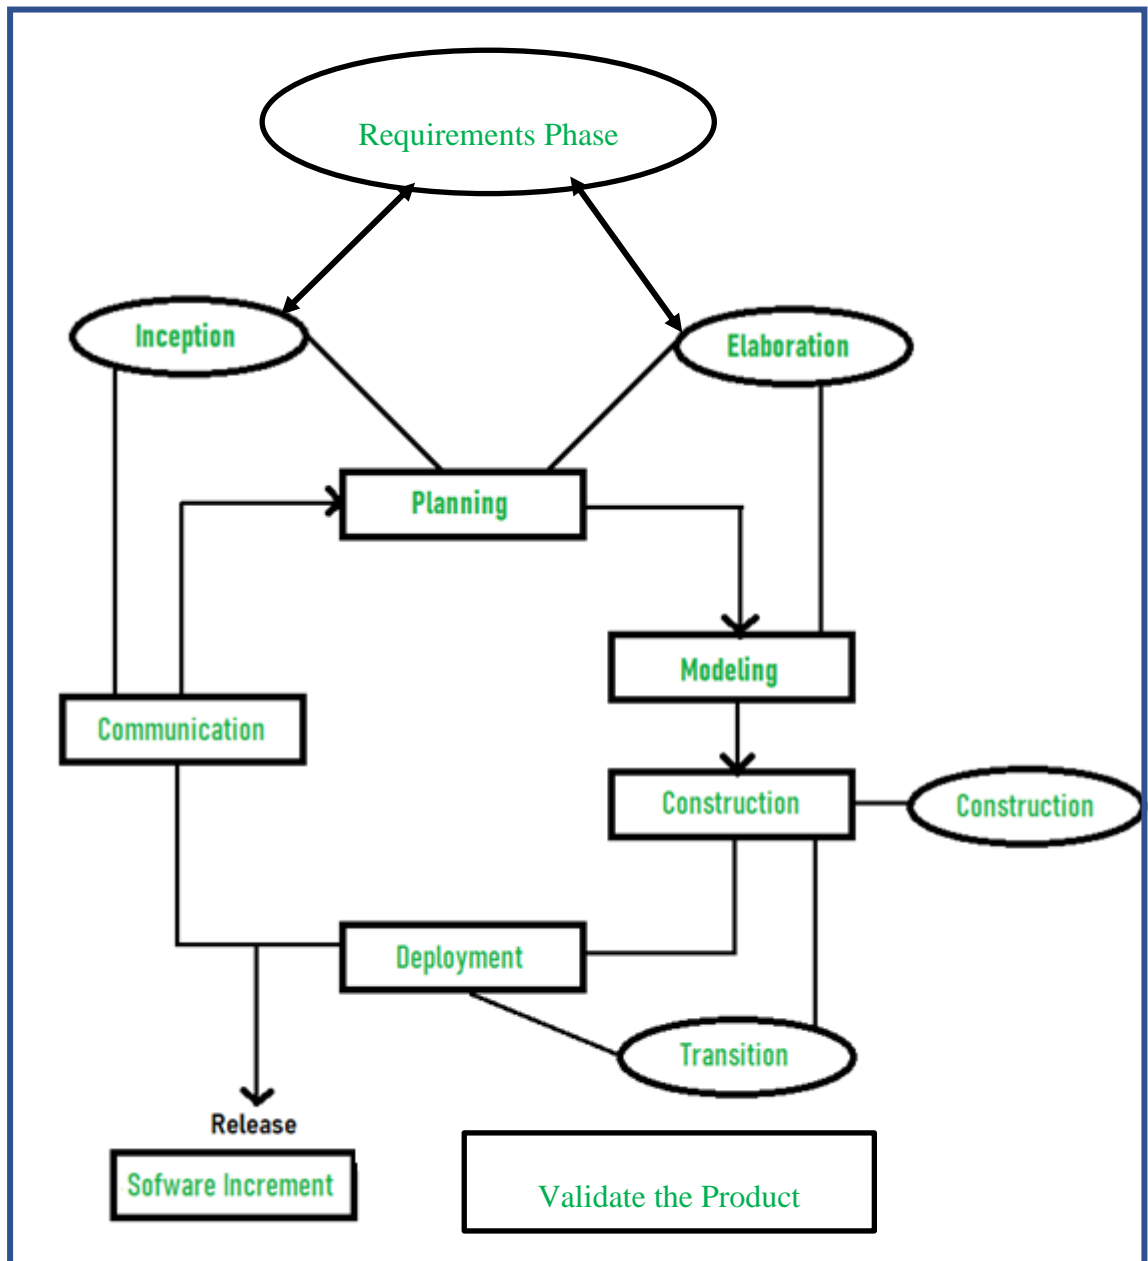 Requirements Phase
Inception
Elaboration
Planning
Modeling
Communication
Construction
Construction
Deployment
Transition
Release
Sofware Increment
Validate the Product